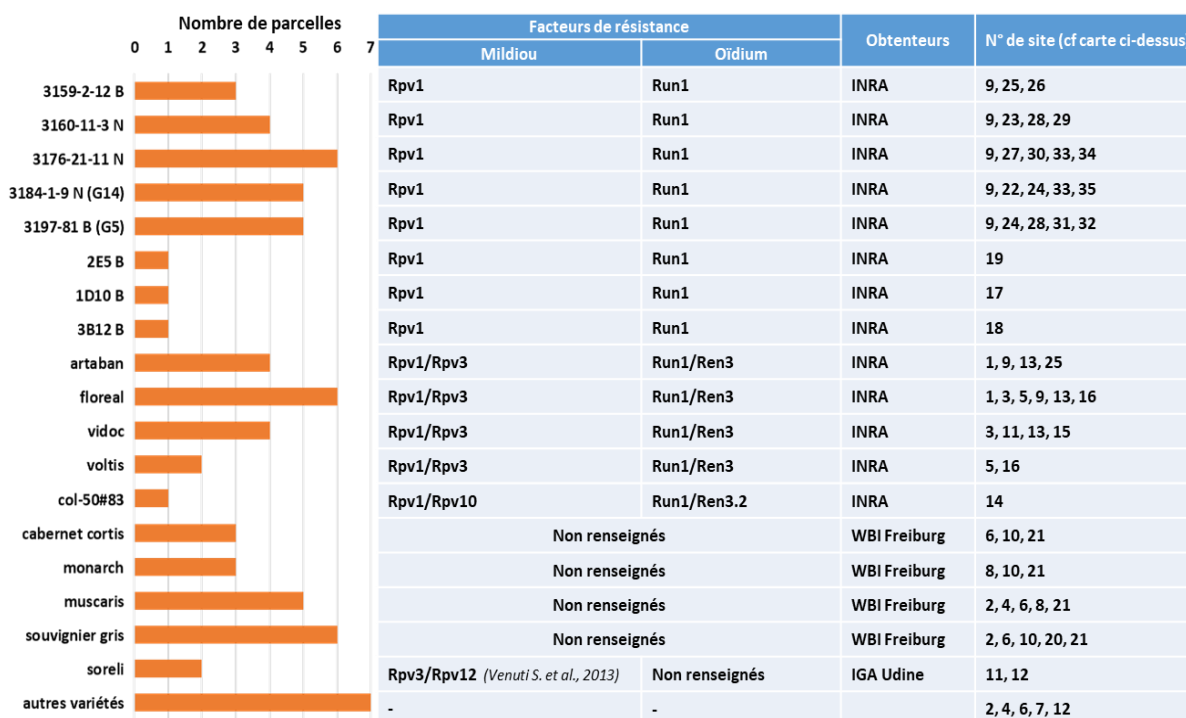 Nombre de parcelles
0 1 2 3 4 5 6 7
Facteurs de résistance
Mildiou Oïdium Obtenteurs N° de site (cf carte ci-dessus)
3159-2-12 B Rpv1 Run1 INRA 9, 25, 26
3160-11-3 N Rpv1 Run1 INRA 9, 23, 28, 29
3176-21-11 N Rpv1 Run1 INRA 9, 27, 30, 33, 34
3184-1-9 N (G14) Rpv1 Run1 INRA 9, 22, 24, 33, 35
3197-81 B (G5) Rpv1 Run1 INRA 9, 24, 28, 31, 32
2E5 B Rpv1 Run1 INRA 19
1D10 B Rpv1 Run1 INRA 17
3B12 B Rpv1 Run1 INRA 18
artaban Rpv1/Rpv3 Run1/Ren3 INRA 1, 9, 13, 25
floreal Rpv1/Rpv3 Run1/Ren3 INRA 1, 3, 5, 9, 13, 16
vidoc Rpv1/Rpv3 Run1/Ren3 INRA 3, 11, 13, 15
voltis Rpv1/Rpv3 Run1/Ren3 INRA 5, 16
col-50#83 Rpv1/Rpv10 Run1/Ren3.2 INRA 14
cabernet cortis Non renseignés WBI Freiburg 6, 10, 21
monarch Non renseignés WBI Freiburg 8, 10, 21
muscaris Non renseignés WBI Freiburg 2, 4, 6, 8, 21
souvignier gris Non renseignés WBI Freiburg 2, 6, 10, 20, 21
soreli Rpv3/Rpv12 (Venuti S. et al., 2013) Non renseignés IGA Udine 11, 12
autres variétés - - 2, 4, 6, 7, 12